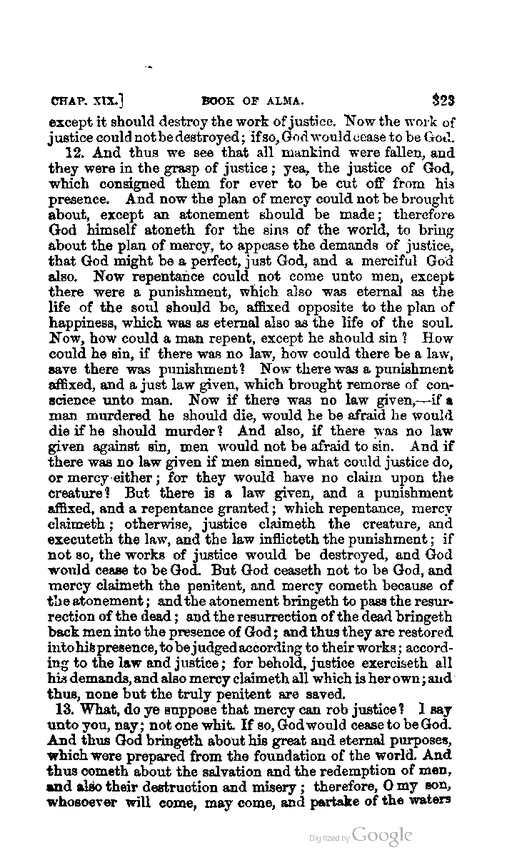 CHAP. XIX.] BOOK OF ALMA. 323
except it should destroy the work of justice. Now the work of
justice could not be destroyed; if so, God would cease to be God.
12. And thus we see that all mankind were fallen, and
they were in the grasp of justice; yea, the justice of God,
which consigned them for ever to be cut off from his
presence. And now the plan of mercy could not be brought
about, except an atonement should be made; therefore
God himself atoneth for the sins of the world, to bring
about the plan of mercy, to appease the demands of justice,
that God might be a perfect, just God, and a merciful God
also. Now repentance could not come unto men, except
there were a punishment, which also was eternal as the
life of the soul should be, affixed opposite to the plan of
happiness, which was as eternal also as the life of the soul.
Now, how could a man repent, except he should sin? How
could he sin, if there was no law, how could there be a law,
save there was punishment? Now there was a punishment
affixed, and a just law given, which brought remorse of con-
science unto man. Now if there was no law given,—if a
man murdered he should die, would he be afraid he would
die if he should murder? And also, if there was no law
given against sin, men would not be afraid to sin. And if
there was no law given if men sinned, what could justice do,
or mercy either; for they would have no claim upon the
creature? But there is a law given, and a punishment
affixed, and a repentance granted; which repentance, mercy
claimeth; otherwise, justice claimeth the creature, and
executeth the law, and the law inflicteth the punishment; if
not so, the works of justice would be destroyed, and God
would cease to be God. But God ceaseth not to be God, and
mercy claimeth the penitent, and mercy cometh because of
the atonement; and the atonement bringeth to pass the resur-
rection of the dead; and the resurrection of the dead bringeth
back men into the presence of God; and thus they are restored
into his presence, to be judged according to their works; accord-
ing to the law and justice; for behold, justice exerciseth all
his demands, and also mercy claimeth all which is her own; and
thus, none but the truly penitent are saved.
13. What, do ye suppose that mercy can rob justice? I say
unto you, nay; not one whit. If so, God would cease to be God.
And thus God bringeth about his great and eternal purposes,
which were prepared from the foundation of the world. And
thus cometh about the salvation and the redemption of men,
and also their destruction and misery; therefore, O my son,
whosoever will come, may come, and partake of the waters
Digitized by Google